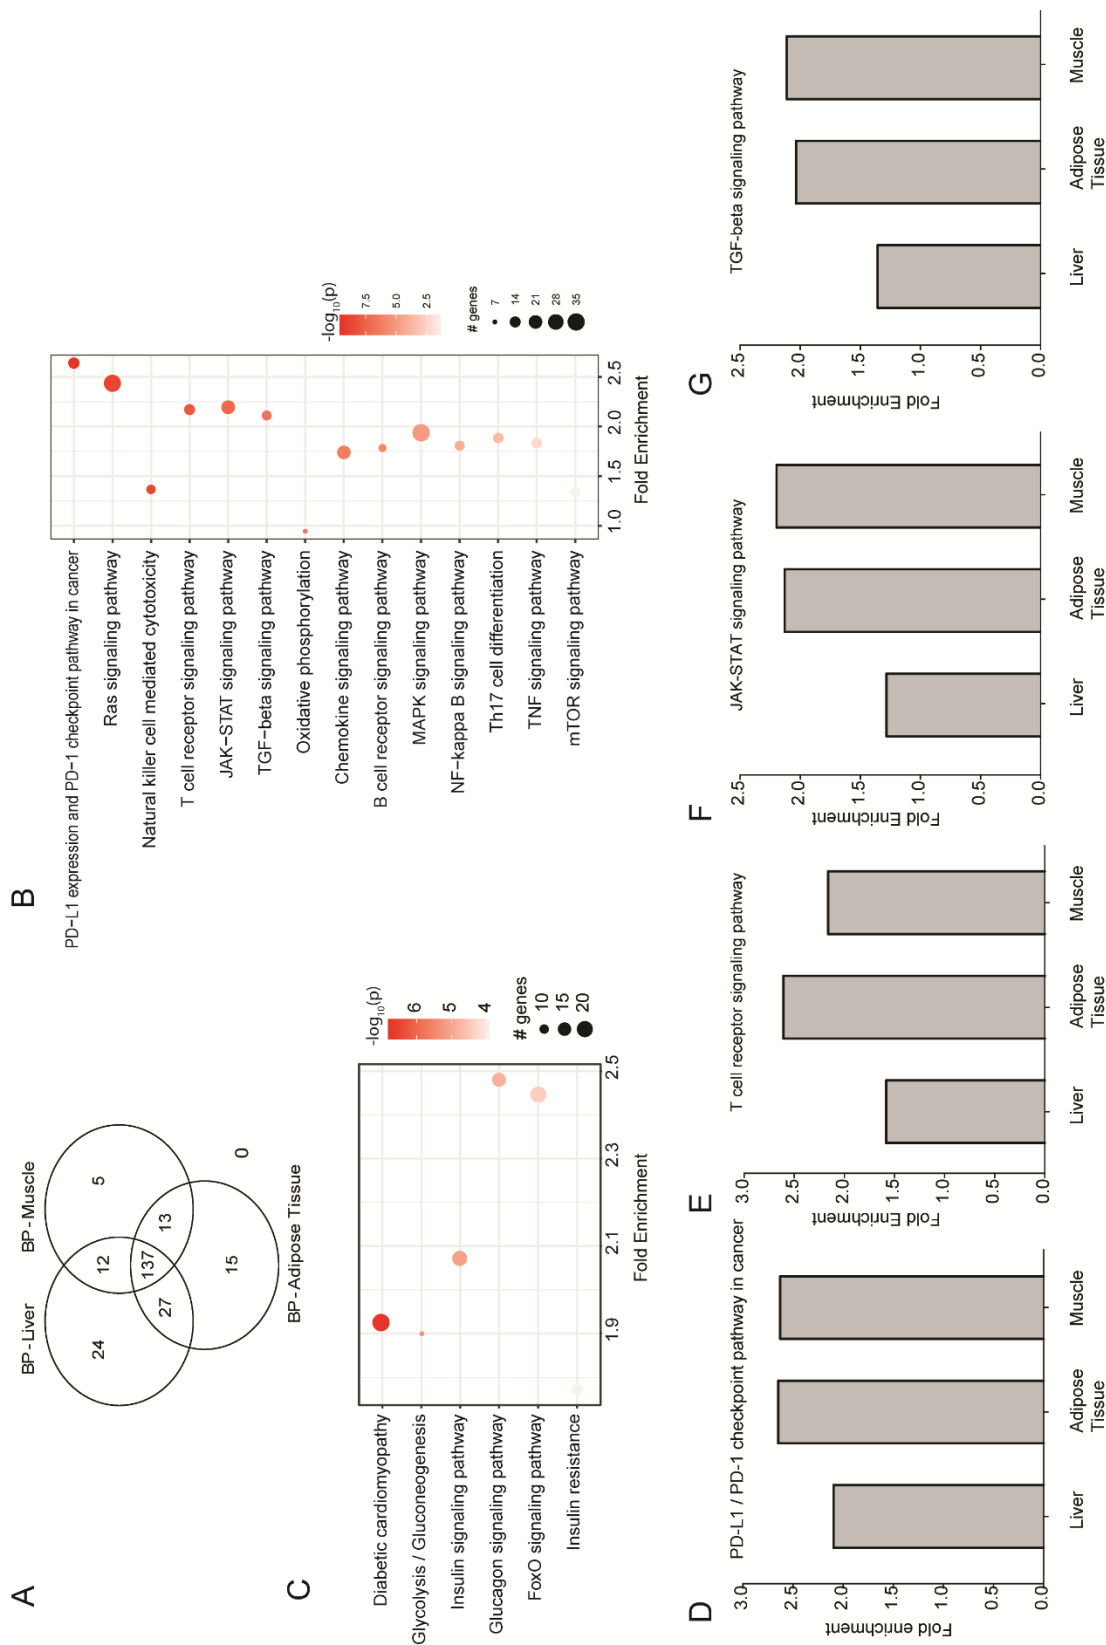 A
BP-Liver
BP-Muscle
24
12
5
137
27
13
15
0
BP-Adipose Tissue
B
PD−L1 expression and PD−1 checkpoint pathway in cancer
Ras signaling pathway
Natural killer cell mediated cytotoxicity
T cell receptor signaling pathway
JAK−STAT signaling pathway
TGF−beta signaling pathway
Oxidative phosphorylation
Chemokine signaling pathway
B cell receptor signaling pathway
MAPK signaling pathway
NF−kappa B signaling pathway
Th17 cell differentiation
TNF signaling pathway
mTOR signaling pathway
1.0
1.5
2.0
2.5
Fold Enrichment
-log10(p)
7.5
5.0
2.5
# genes
7
14
21
28
35
C
Diabetic cardiomyopathy
Glycolysis / Gluconeogenesis
Insulin signaling pathway
Glucagon signaling pathway
FoxO signaling pathway
Insulin resistance
1.9
2.1
2.3
2.5
Fold Enrichment
-log10(p)
6
5
4
# genes
10
15
20
D
PD-L1 / PD-1 checkpoint pathway in cancer
Fold enrichment
3.0
2.5
2.0
1.5
1.0
0.5
0.0
Liver
Adipose
Tissue
Muscle
E
T cell receptor signaling pathway
Fold Enrichment
3.0
2.5
2.0
1.5
1.0
0.5
0.0
Liver
Adipose
Tissue
Muscle
F
JAK-STAT signaling pathway
Fold Enrichment
2.5
2.0
1.5
1.0
0.5
0.0
Liver
Adipose
Tissue
Muscle
G
TGF-beta signaling pathway
Fold Enrichment
2.5
2.0
1.5
1.0
0.5
0.0
Liver
Adipose
Tissue
Muscle